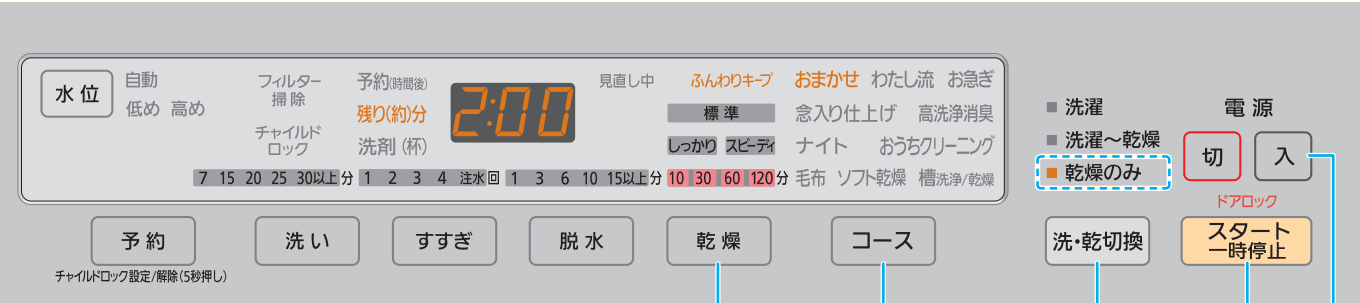 水位
自動
低め 高め
フィルター
掃除
チャイルド
ロック
予約(時間後)
残り(約)分
洗剤(杯)
2:00
見直し中
ふんわりキープ
標準
しっかり スピーディ
おまかせ わたし流 お急ぎ
念入り仕上げ 高洗浄消臭
ナイト おうちクリーニング
毛布 ソフト乾燥 槽洗浄/乾燥
7 15 20 25 30以上分 1 2 3 4 注水回 1 3 6 10 15以上分 10 30 60 120分
洗濯
洗濯～乾燥
乾燥のみ
電源
切 入
ドアロック
予約 洗い すすぎ 脱水 乾燥 コース 洗・乾切換
スタート
一時停止
チャイルドロック設定/解除(5秒押し)